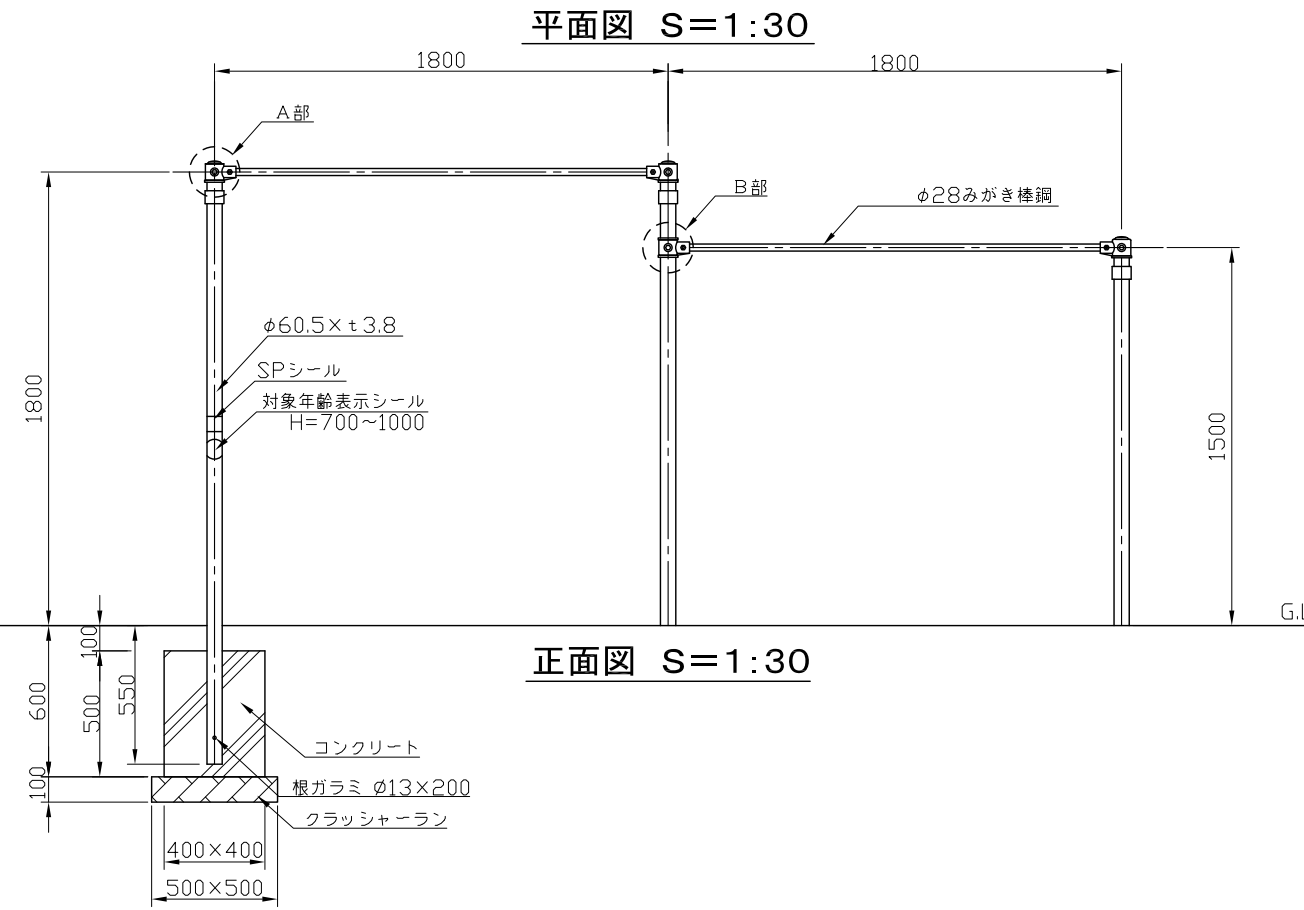 平面図 S=1:30
1800
1800
A部
B部
φ28みがき棒鋼
φ60.5×t3.8
SPシール
対象年齢表示シール
H=700~1000
1800
1500
G.L
正面図 S=1:30
100
600
500
550
100
コンクリート
根ガラミ Ø13×200
クラッシャーラン
400×400
500×500